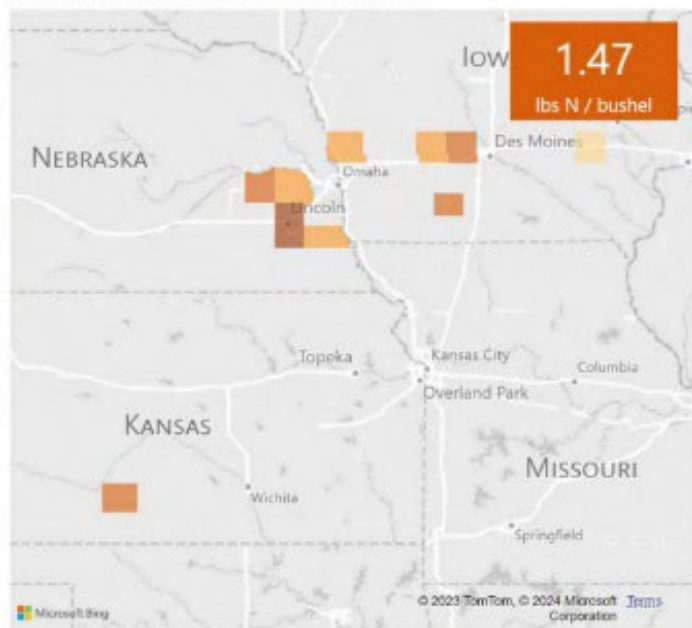 Iow
1.47
lbs N / bushel
NEBRASKA
Des Moines
Omaha
Lincoln
Topeka
Kansas City
Columbia
Overland Park
KANSAS
MISSOURI
Wichita
Springfield
Microsoft Bing
© 2023 TomTom, © 2024 Microsoft Corporation Terms